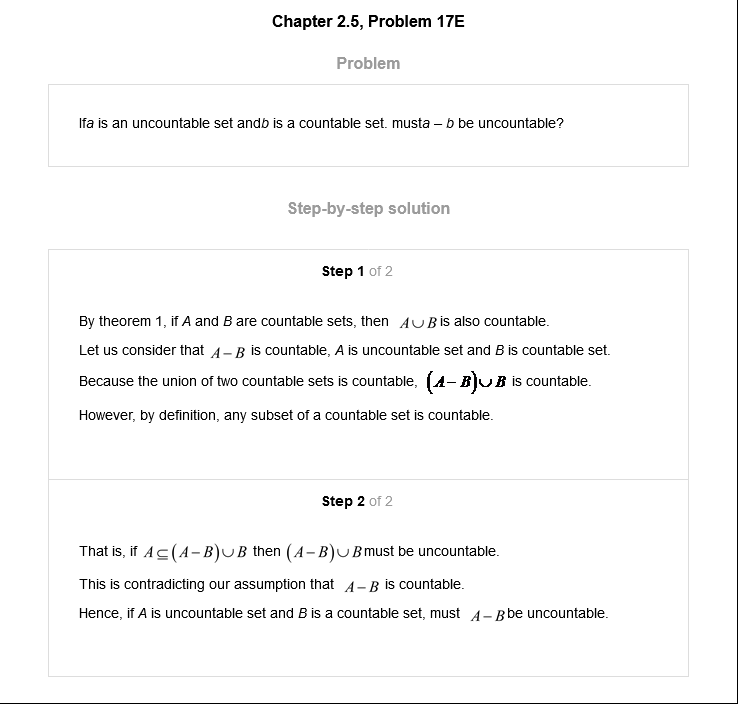 Chapter 2.5, Problem 17E
Problem
Ifa is an uncountable set andb is a countable set. musta – b be uncountable?
Step-by-step solution
Step 1 of 2
By theorem 1, if A and B are countable sets, then A∪B is also countable.
Let us consider that A−B is countable, A is uncountable set and B is countable set.
Because the union of two countable sets is countable, (A−B)∪B is countable.
However, by definition, any subset of a countable set is countable.
Step 2 of 2
That is, if A⊆(A−B)∪B then (A−B)∪B must be uncountable.
This is contradicting our assumption that A−B is countable.
Hence, if A is uncountable set and B is a countable set, must A−B be uncountable.